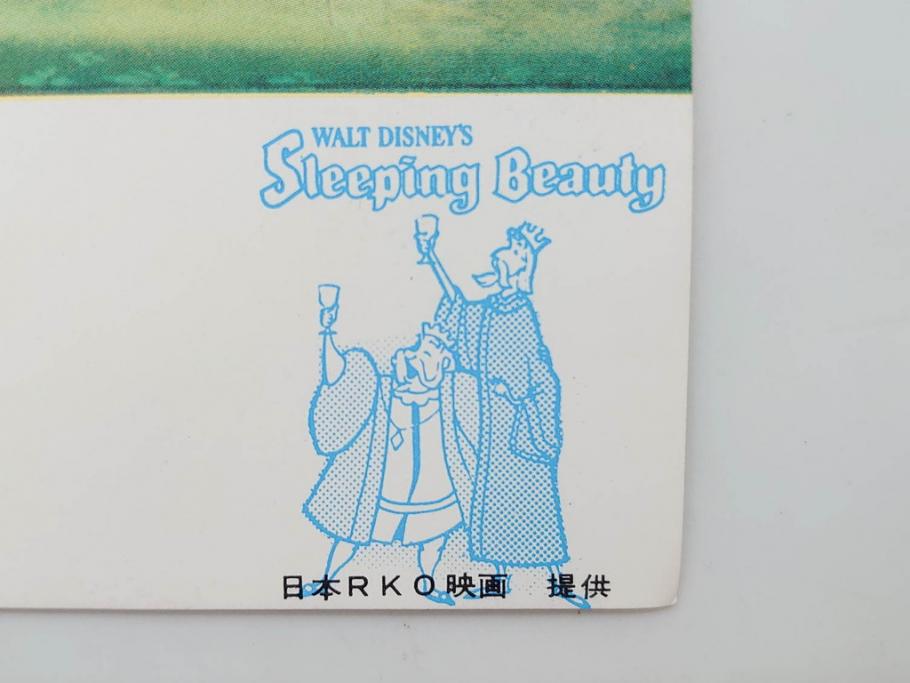 WALT DISNEY'S
Sleeping Beauty
日本RKO映画　提供